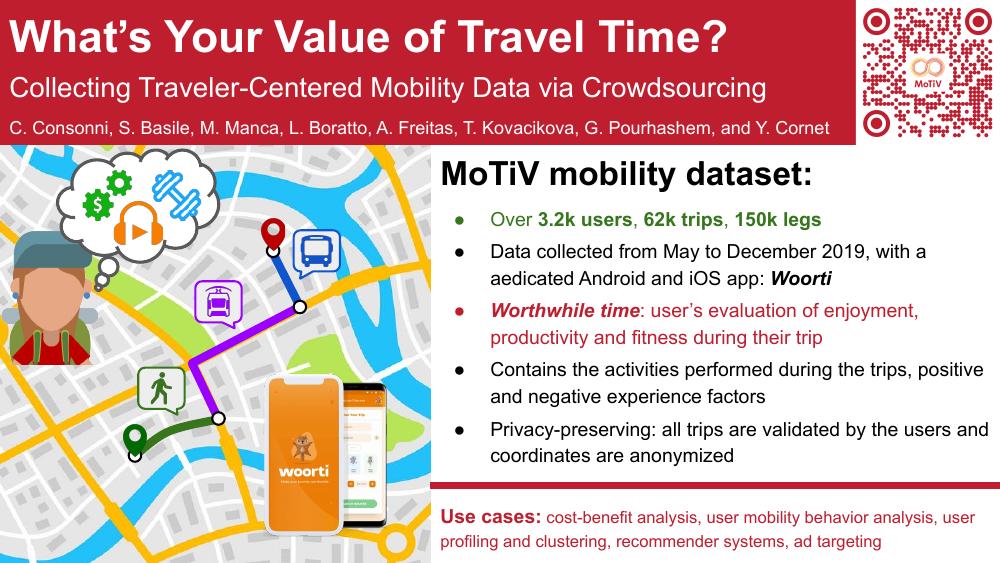 What's Your Value of Travel Time?
Collecting Traveler-Centered Mobility Data via Crowdsourcing
C. Consonni, S. Basile, M. Manca, L. Boratto, A. Freitas, T. Kovacikova, G. Pourhashem, and Y. Cornet
MoTiV
$
woorti
MoTiV mobility dataset:
● Over 3.2k users, 62k trips, 150k legs
● Data collected from May to December 2019, with a
aedicated Android and iOS app: Woorti
● Worthwhile time: user's evaluation of enjoyment,
productivity and fitness during their trip
● Contains the activities performed during the trips, positive
and negative experience factors
● Privacy-preserving: all trips are validated by the users and
coordinates are anonymized
Use cases: cost-benefit analysis, user mobility behavior analysis, user
profiling and clustering, recommender systems, ad targeting